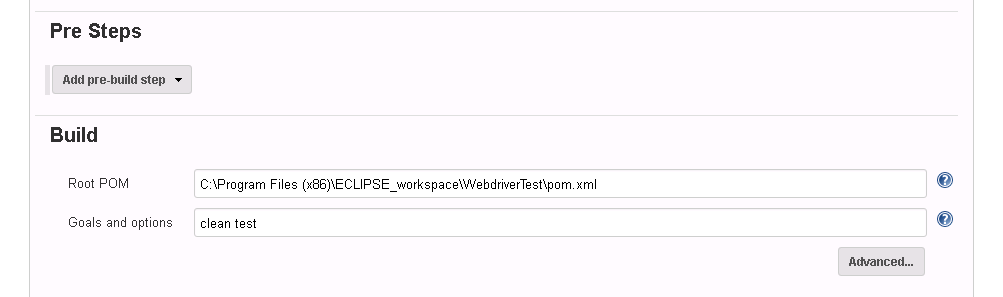 Pre Steps
Add pre-build step
Build
Root POM C:\Program Files (x86)\ECLIPSE_workspace\WebdriverTest\pom.xml
Goals and options clean test
Advanced...